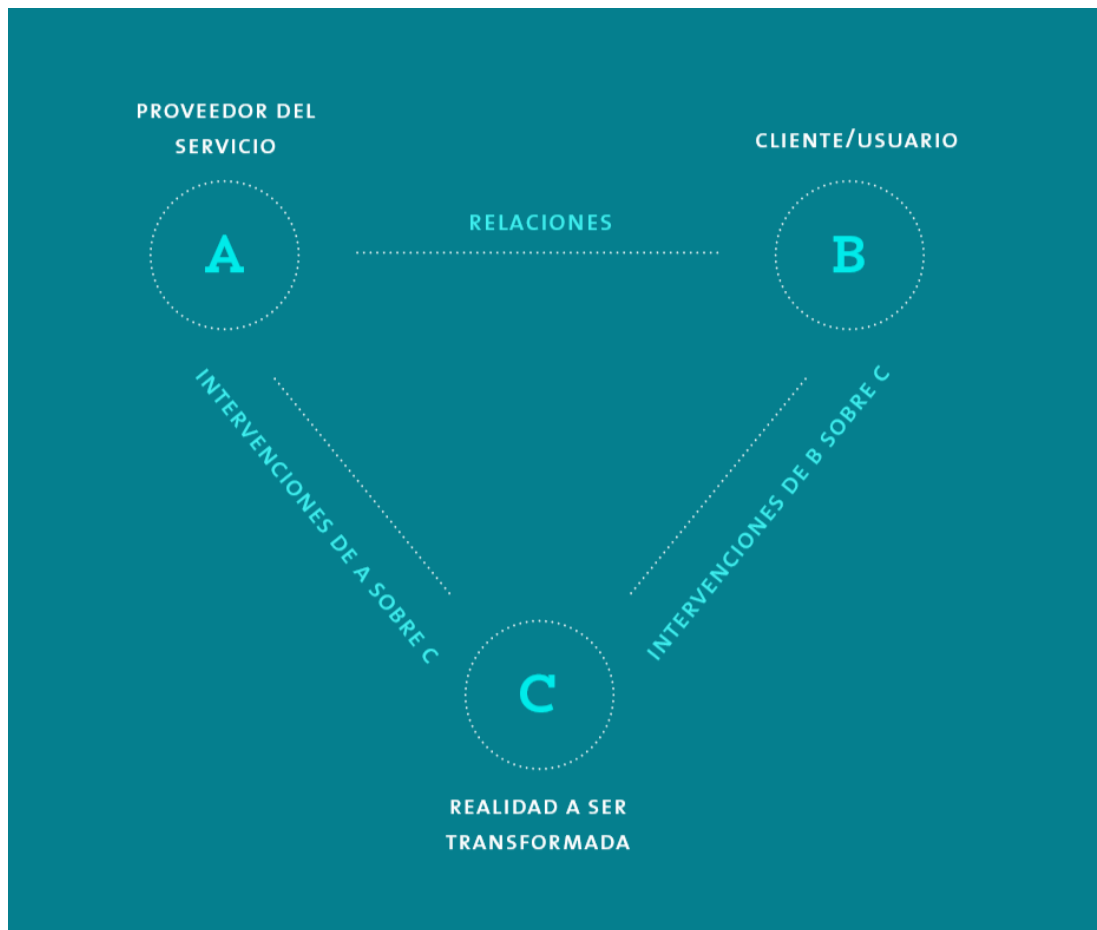 PROVEEDOR DEL
SERVICIO
CLIENTE/USUARIO
A
RELACIONES
B
INTERVENCIONES DE A SOBRE C
INTERVENCIONES DE B SOBRE C
C
REALIDAD A SER
TRANSFORMADA